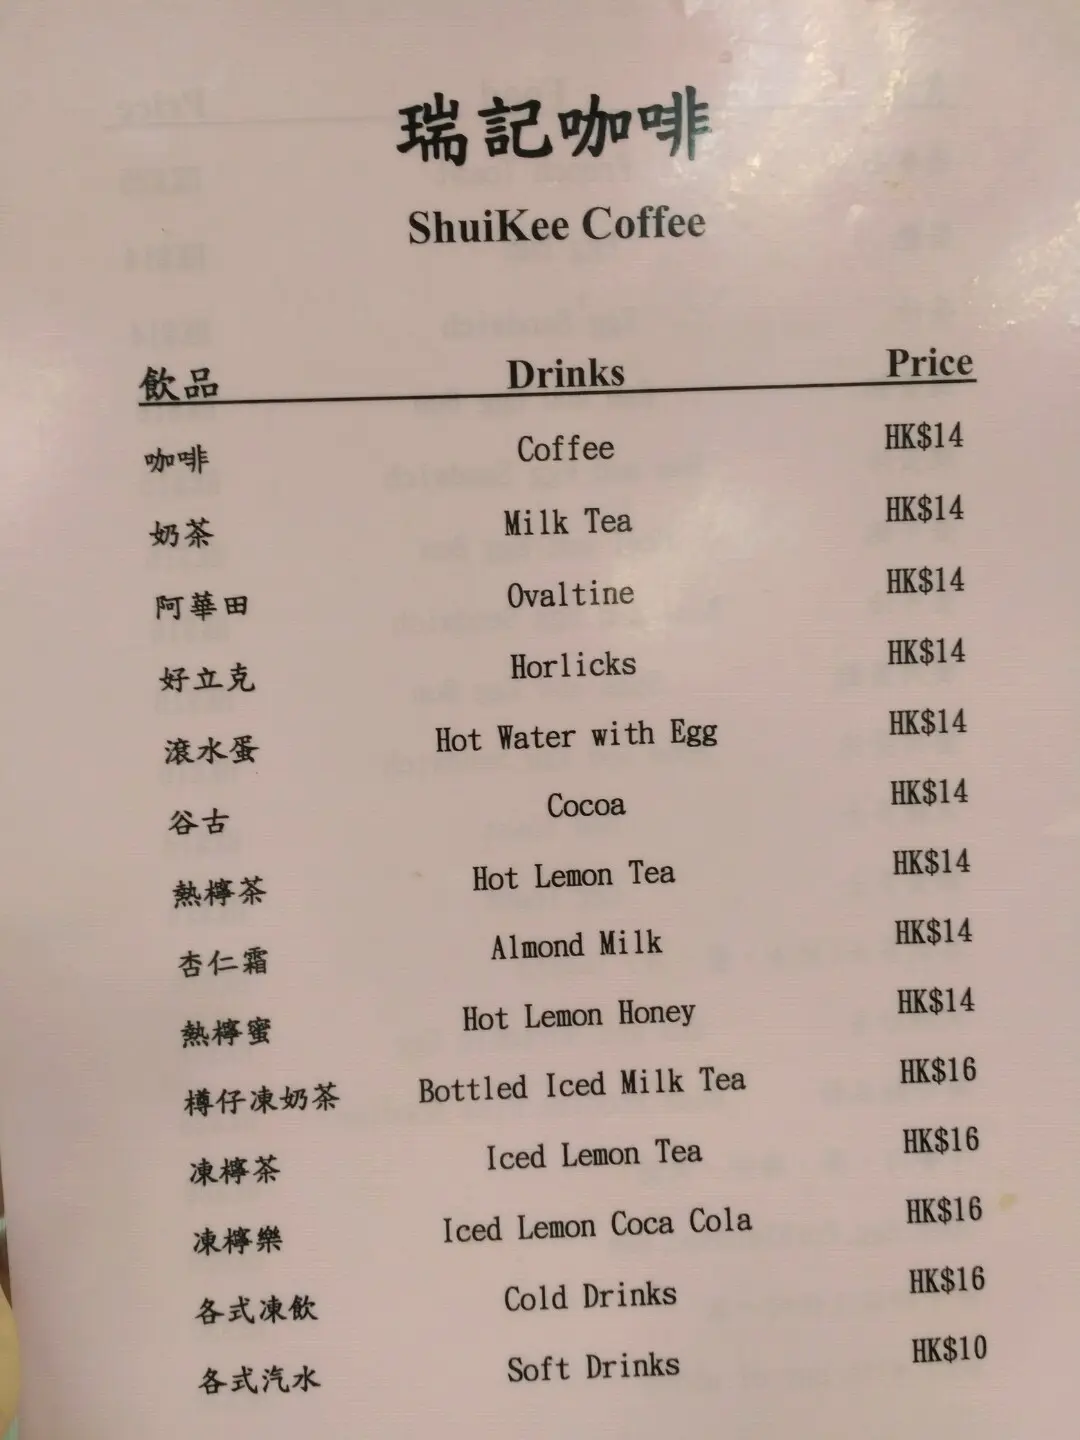 瑞記咖啡
ShuiKee Coffee
飲品 Drinks Price
咖啡 Coffee HK$14
奶茶 Milk Tea HK$14
阿華田 Ovaltine HK$14
好立克 Horlicks HK$14
滾水蛋 Hot Water with Egg HK$14
谷古 Cocoa HK$14
熱檸茶 Hot Lemon Tea HK$14
杏仁霜 Almond Milk HK$14
熱檸蜜 Hot Lemon Honey HK$14
樽仔凍奶茶 Bottled Iced Milk Tea HK$16
凍檸茶 Iced Lemon Tea HK$16
凍檸樂 Iced Lemon Coca Cola HK$16
各式凍飲 Cold Drinks HK$16
各式汽水 Soft Drinks HK$10